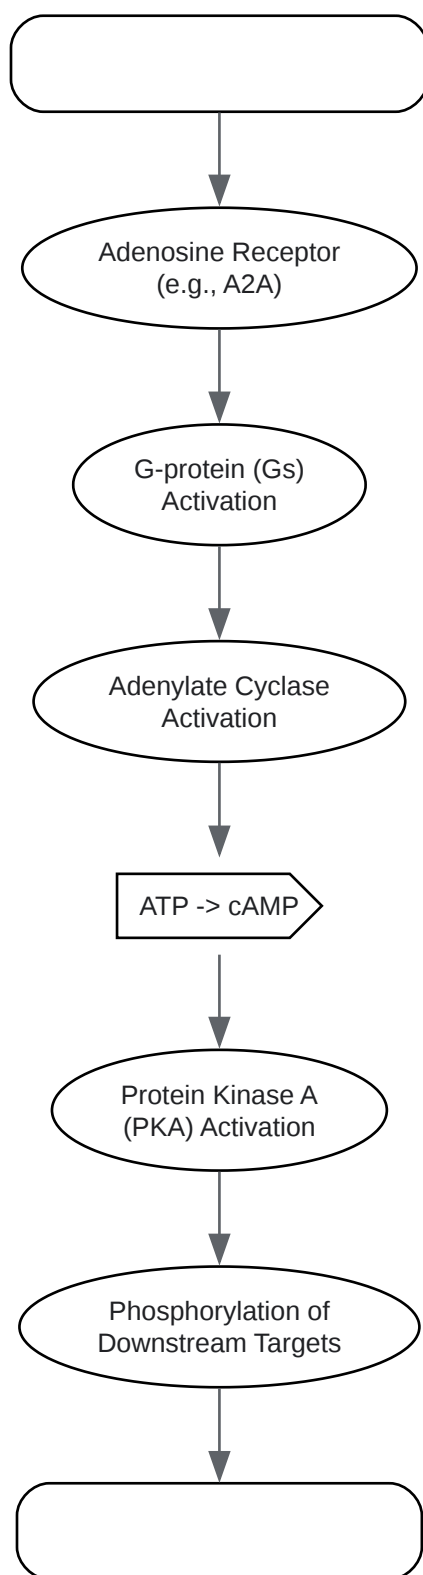 Adenosine Receptor
(e.g., A2A)
G-protein (Gs)
Activation
Adenylate Cyclase
Activation
ATP -> cAMP
Protein Kinase A
(PKA) Activation
Phosphorylation of
Downstream Targets